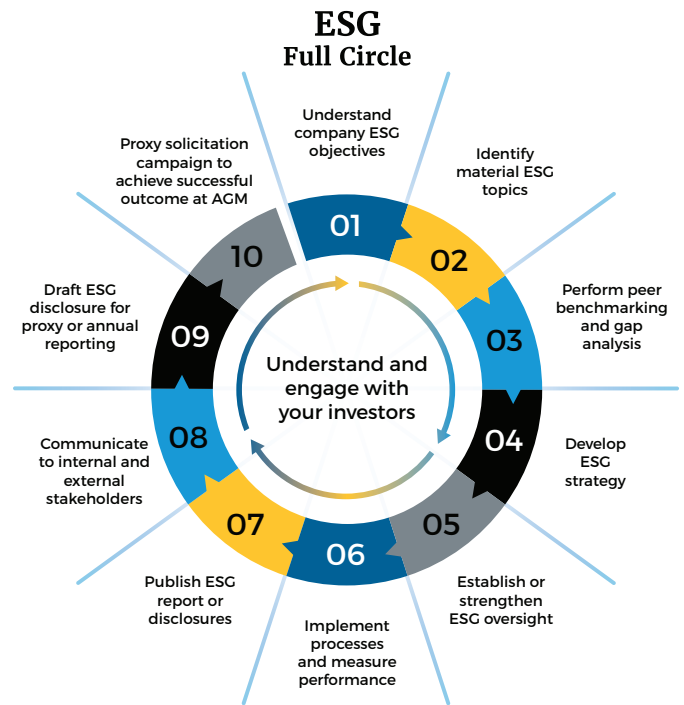 ESG
Full Circle
Understand
company ESG
objectives
Identify
material ESG
topics
Perform peer
benchmarking
and gap
analysis
Develop
ESG
strategy
Establish or
strengthen
ESG oversight
Implement
processes
and measure
performance
Publish ESG
report or
disclosures
Communicate
to internal and
external
stakeholders
Draft ESG
disclosure for
proxy or annual
reporting
Proxy solicitation
campaign to
achieve successful
outcome at AGM
01
02
03
04
05
06
07
08
09
10
Understand and
engage with
your investors